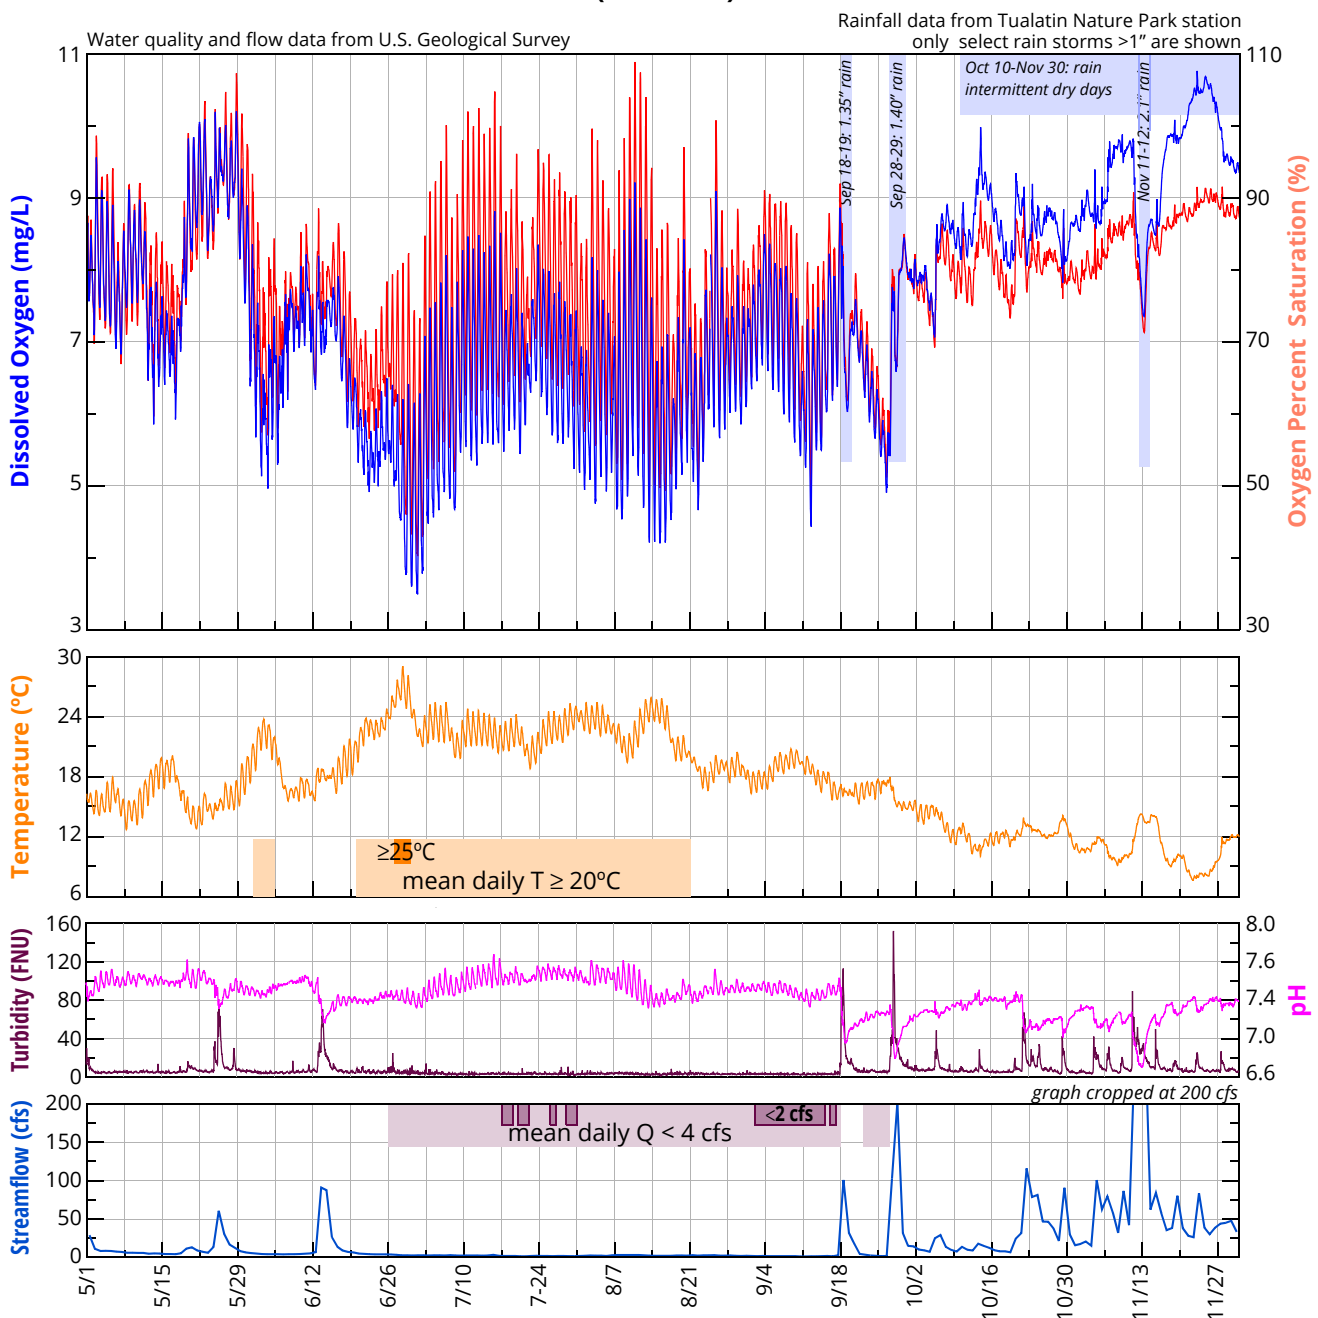 Water quality and flow data from U.S. Geological Survey
Rainfall data from Tualatin Nature Park station
only select rain storms >1” are shown
11
9
7
5
3
Dissolved Oxygen (mg/L)
110
90
70
50
30
Oxygen Percent Saturation (%)
Sep 18-19: 1.35” rain
Sep 28-29: 1.40” rain
Oct 10-Nov 30: rain
intermittent dry days
Nov 11-12: 2.1” rain
30
24
18
12
6
Temperature (ºC)
≥25ºC
mean daily T ≥ 20ºC
160
120
80
40
0
Turbidity (FNU)
8.0
7.6
7.4
7.0
6.6
pH
graph cropped at 200 cfs
200
150
100
50
0
Streamflow (cfs)
<2 cfs
mean daily Q < 4 cfs
5/1
5/15
5/29
6/12
6/26
7/10
7-24
8/7
8/21
9/4
9/18
10/2
10/16
10/30
11/13
11/27